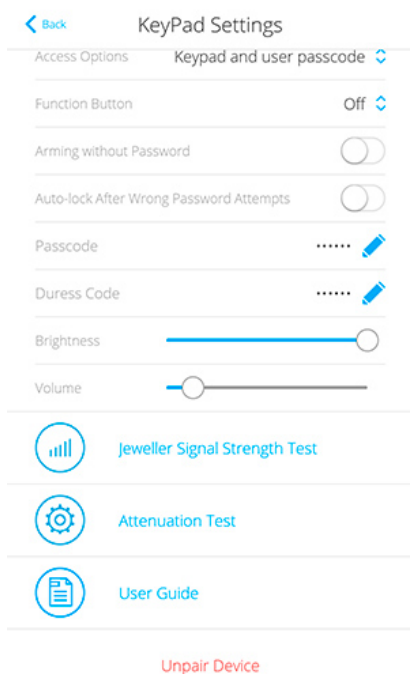 Back
KeyPad Settings
Access Options
Keypad and user passcode
Function Button
Off
Arming without Password
Auto-lock After Wrong Password Attempts
Passcode
······
Duress Code
······
Brightness
Volume
Jeweller Signal Strength Test
Attenuation Test
User Guide
Unpair Device